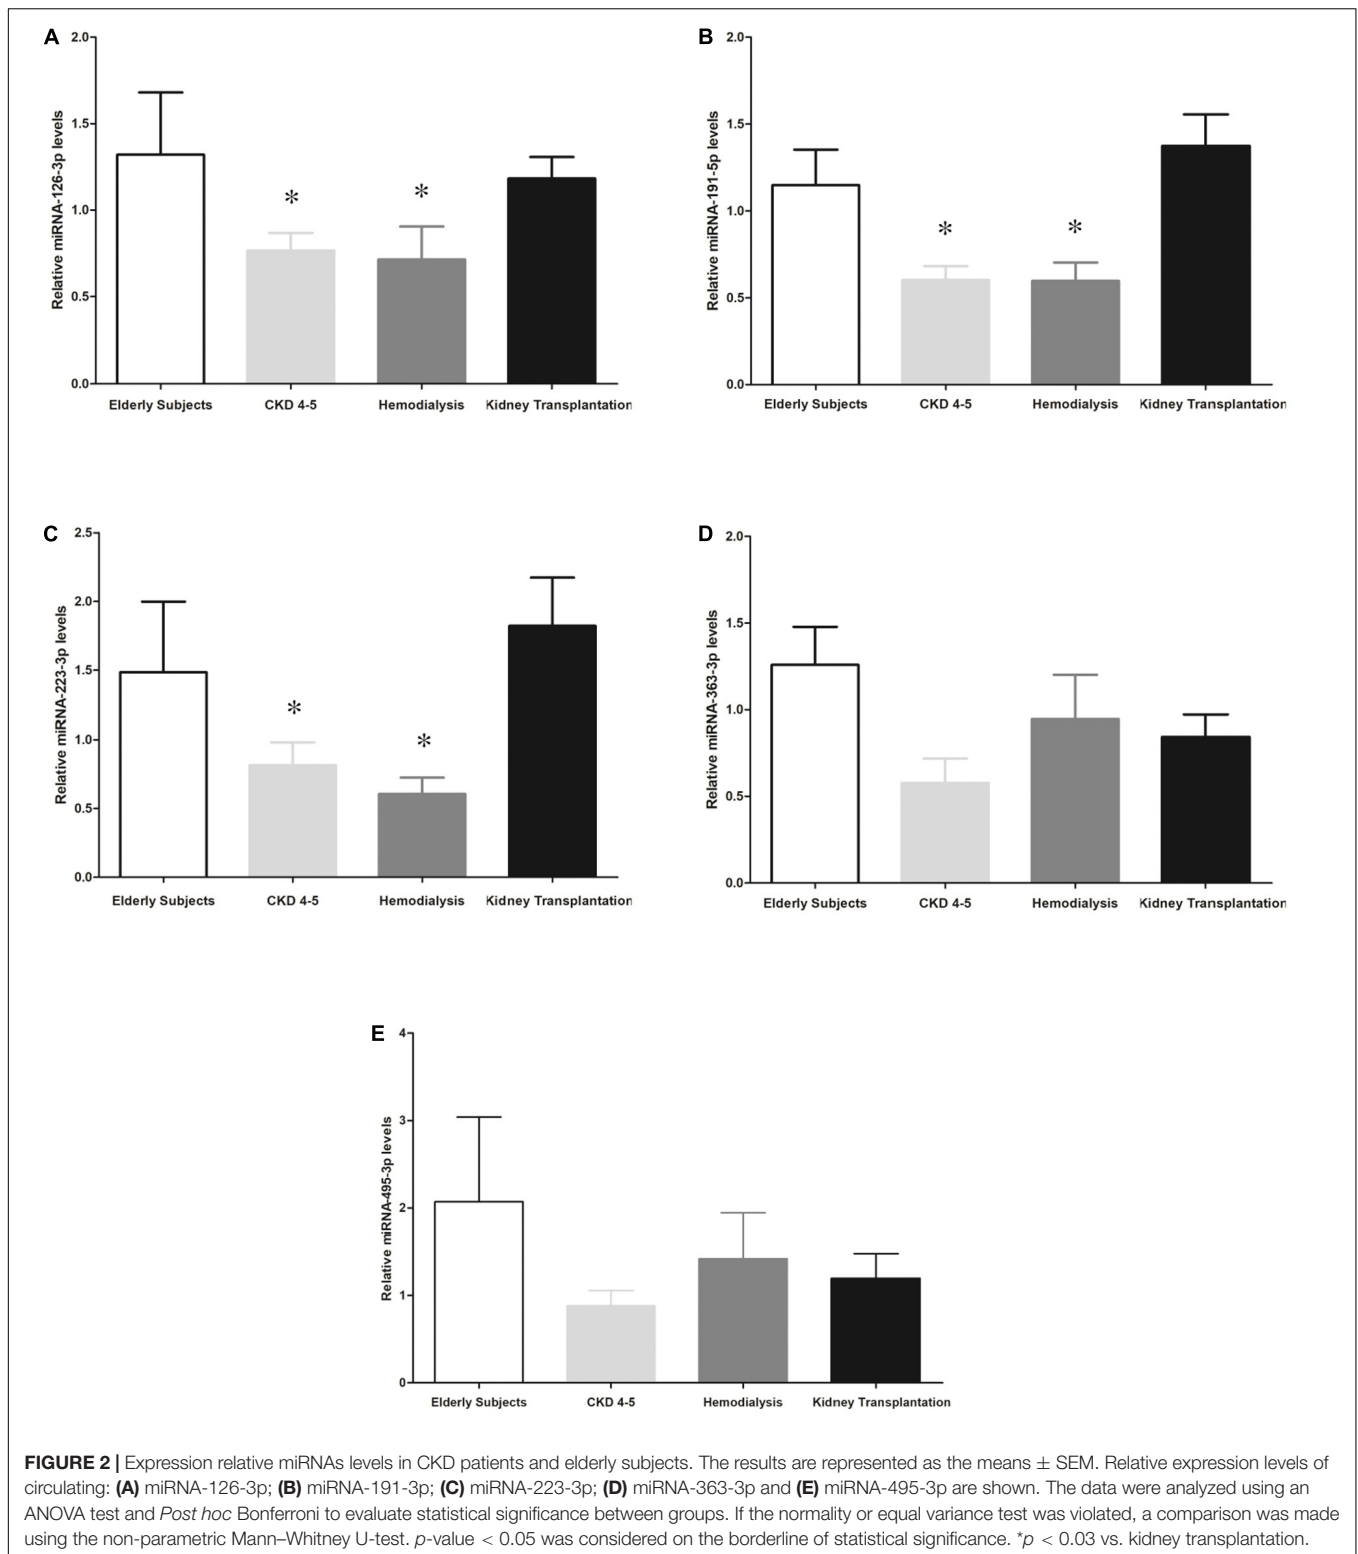 A
Relative miRNA-126-3p levels
2.0
1.5
1.0
0.5
0.0
*
*
Elderly Subjects
CKD 4-5
Hemodialysis
Kidney Transplantation
B
Relative miRNA-191-5p levels
2.0
1.5
1.0
0.5
0.0
*
*
Elderly Subjects
CKD 4-5
Hemodialysis
Kidney Transplantation
C
Relative miRNA-223-3p levels
2.5
2.0
1.5
1.0
0.5
0.0
*
*
Elderly Subjects
CKD 4-5
Hemodialysis
Kidney Transplantation
D
Relative miRNA-363-3p levels
2.0
1.5
1.0
0.5
0.0
Elderly Subjects
CKD 4-5
Hemodialysis
Kidney Transplantation
E
Relative miRNA-495-3p levels
4
3
2
1
0
Elderly Subjects
CKD 4-5
Hemodialysis
Kidney Transplantation
FIGURE 2 | Expression relative miRNAs levels in CKD patients and elderly subjects. The results are represented as the means ± SEM. Relative expression levels of
circulating: (A) miRNA-126-3p; (B) miRNA-191-3p; (C) miRNA-223-3p; (D) miRNA-363-3p and (E) miRNA-495-3p are shown. The data were analyzed using an
ANOVA test and Post hoc Bonferroni to evaluate statistical significance between groups. If the normality or equal variance test was violated, a comparison was made
using the non-parametric Mann–Whitney U-test. p-value < 0.05 was considered on the borderline of statistical significance. *p < 0.03 vs. kidney transplantation.